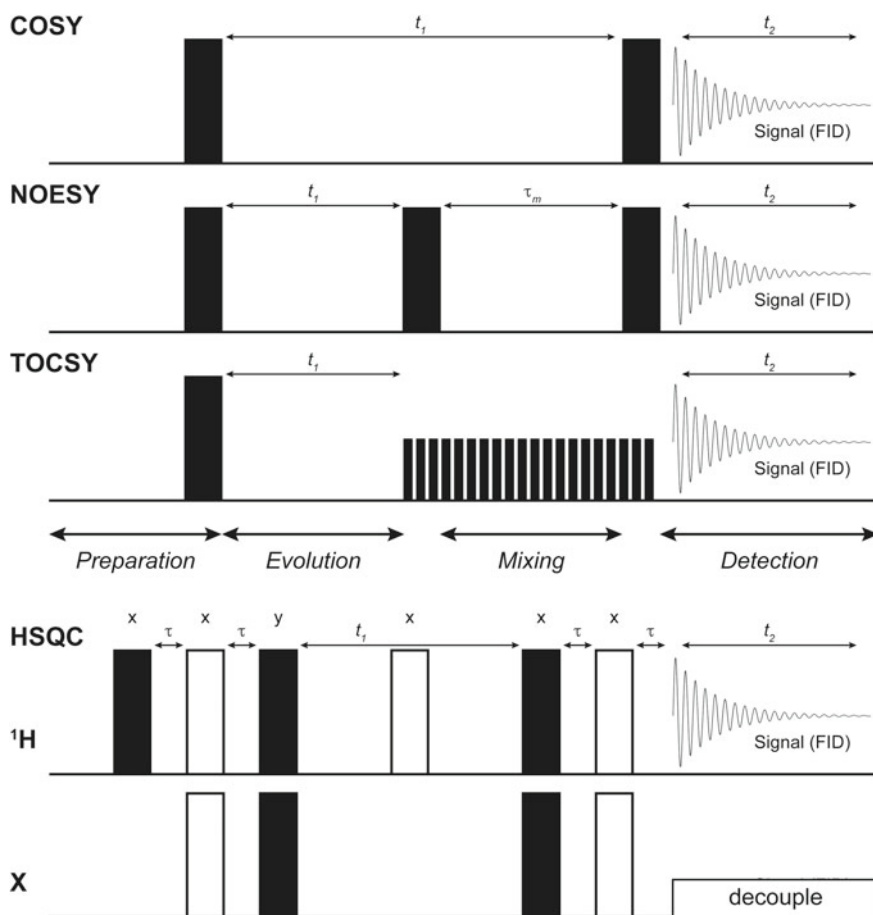 COSY
t1
t2
Signal (FID)
NOESY
t1
τm
t2
Signal (FID)
TOCSY
t1
t2
Signal (FID)
Preparation Evolution Mixing Detection
HSQC
x τ x τ y t1 x x τ x τ t2
¹H
Signal (FID)
X
decouple